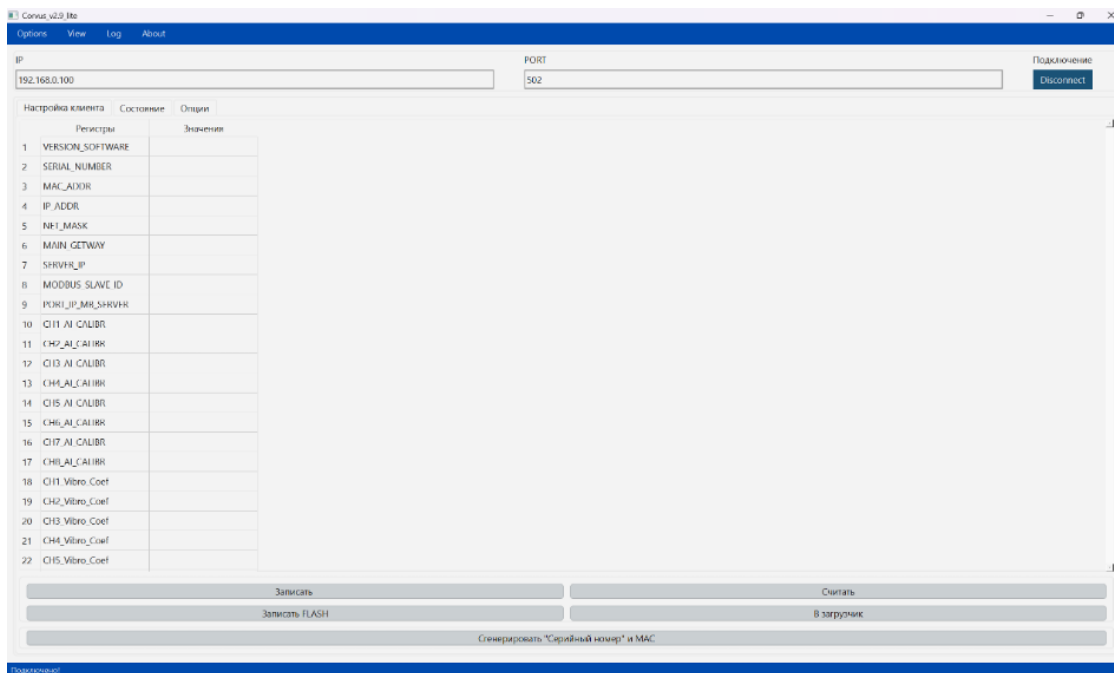 Corvus_v2.9_lite
Options View Log About
IP PORT Подключение
192.168.0.100 502 Disconnect
Настройка клиента Состояние Опции
Регистры Значения
1 VERSION_SOFTWARE
2 SERIAL_NUMBER
3 MAC_ADDR
4 IP_ADDR
5 NET_MASK
6 MAIN_GETWAY
7 SERVER_IP
8 MODBUS_SLAVE_ID
9 PORT_IP_MB_SERVER
10 CH1_AI_CALIBR
11 CH2_AI_CALIBR
12 CH3_AI_CALIBR
13 CH4_AI_CALIBR
14 CH5_AI_CALIBR
15 CH6_AI_CALIBR
16 CH7_AI_CALIBR
17 CH8_AI_CALIBR
18 CH1_Vibro_Coef
19 CH2_Vibro_Coef
20 CH3_Vibro_Coef
21 CH4_Vibro_Coef
22 CH5_Vibro_Coef
Записать Считать
Записать FLASH В загрузчик
Сгенерировать "Серийный номер" и MAC
Подключено!